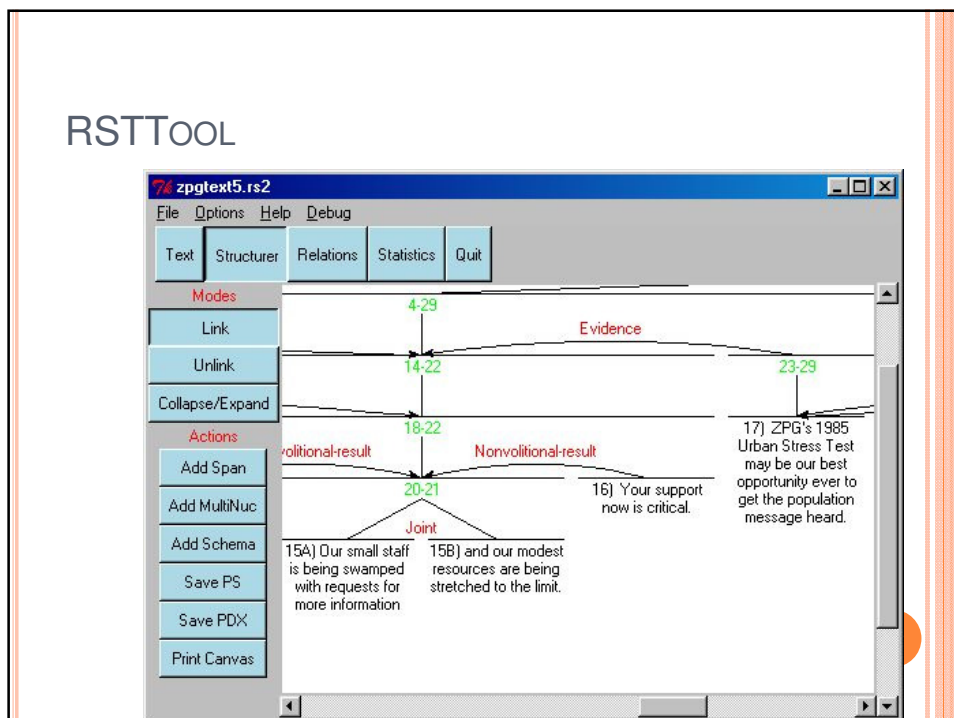 RSTTOOL
zpgtext5.rs2
File Options Help Debug
Text Structurer Relations Statistics Quit
Modes
Link
Unlink
Collapse/Expand
Actions
Add Span
Add MultiNuc
Add Schema
Save PS
Save PDX
Print Canvas
4-29
Evidence
14-22
23-29
18-22
olitional-result
Nonvolitional-result
20-21
Joint
15A) Our small staff
is being swamped
with requests for
more information
15B) and our modest
resources are being
stretched to the limit.
16) Your support
now is critical.
17) ZPG's 1985
Urban Stress Test
may be our best
opportunity ever to
get the population
message heard.